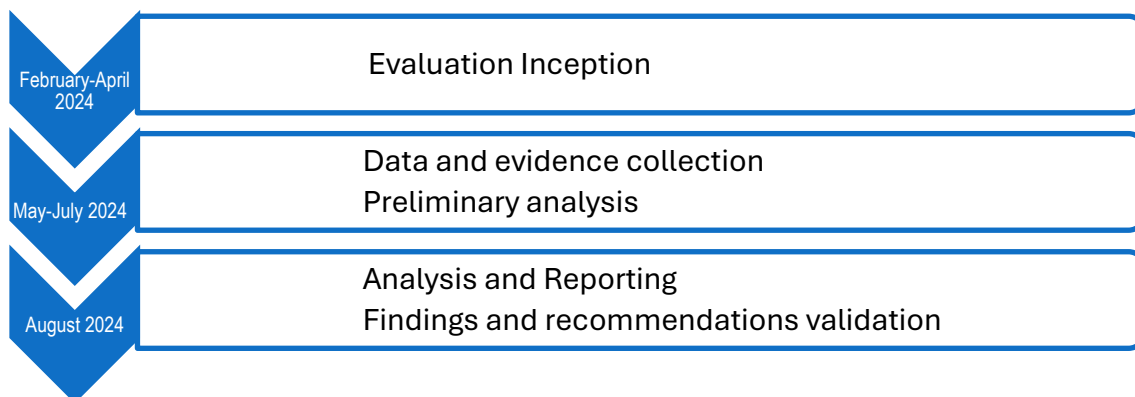 February-April
2024
Evaluation Inception
May-July 2024
Data and evidence collection
Preliminary analysis
August 2024
Analysis and Reporting
Findings and recommendations validation